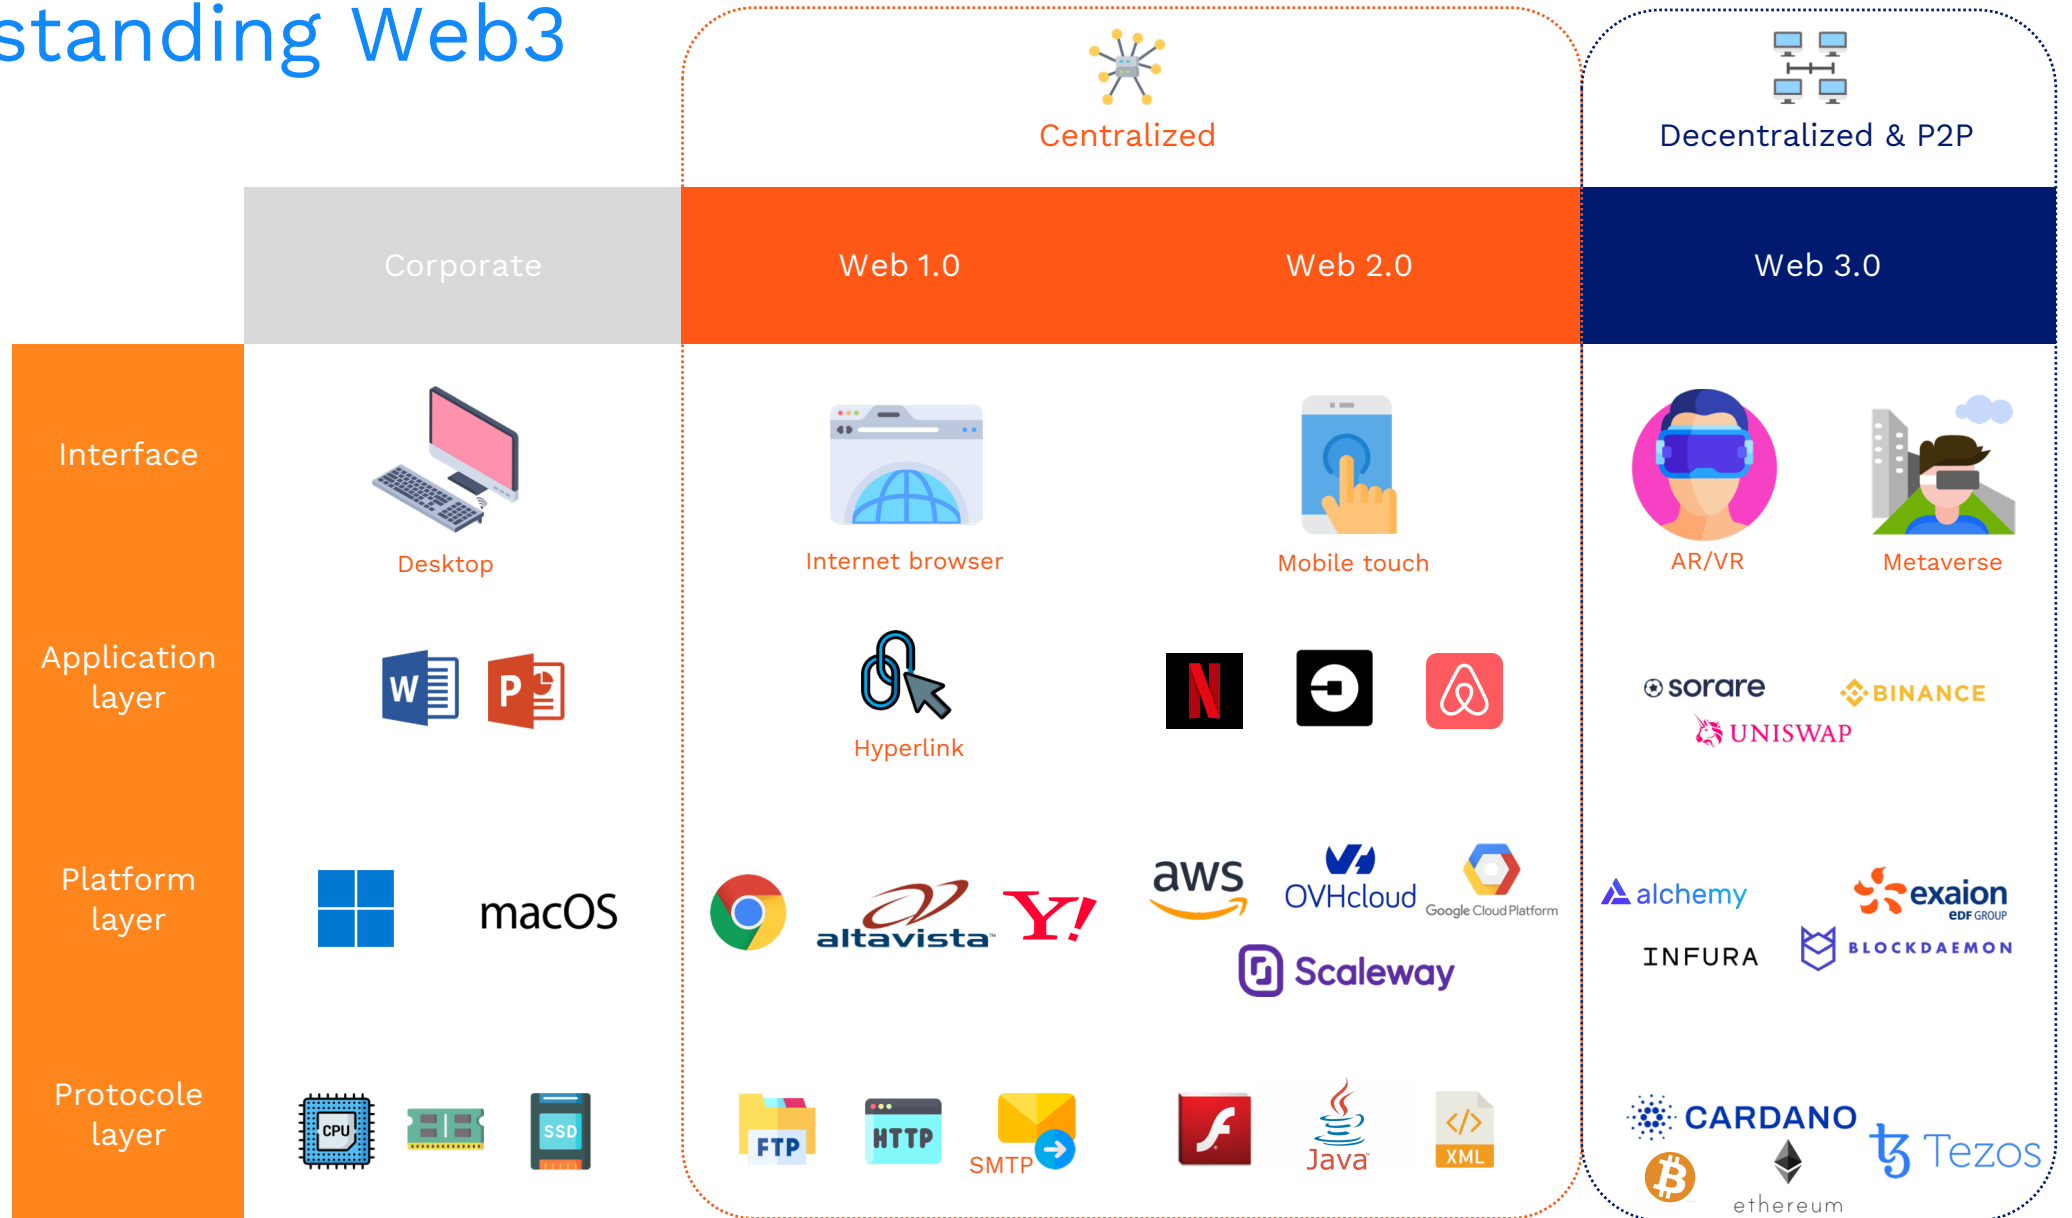 standing Web3
Centralized
Decentralized & P2P
Corporate
Web 1.0
Web 2.0
Web 3.0
Interface
Desktop
Internet browser
Mobile touch
AR/VR
Metaverse
Application
layer
W
P
Hyperlink
N
sorare
BINANCE
UNISWAP
Platform
layer
macOS
altavista™
Y!
aws
OVHcloud
Google Cloud Platform
Scaleway
alchemy
exaion
EDF GROUP
INFURA
BLOCKDAEMON
Protocole
layer
CPU
SSD
FTP
HTTP
SMTP
Java
XML
CARDANO
ethereum
Tezos